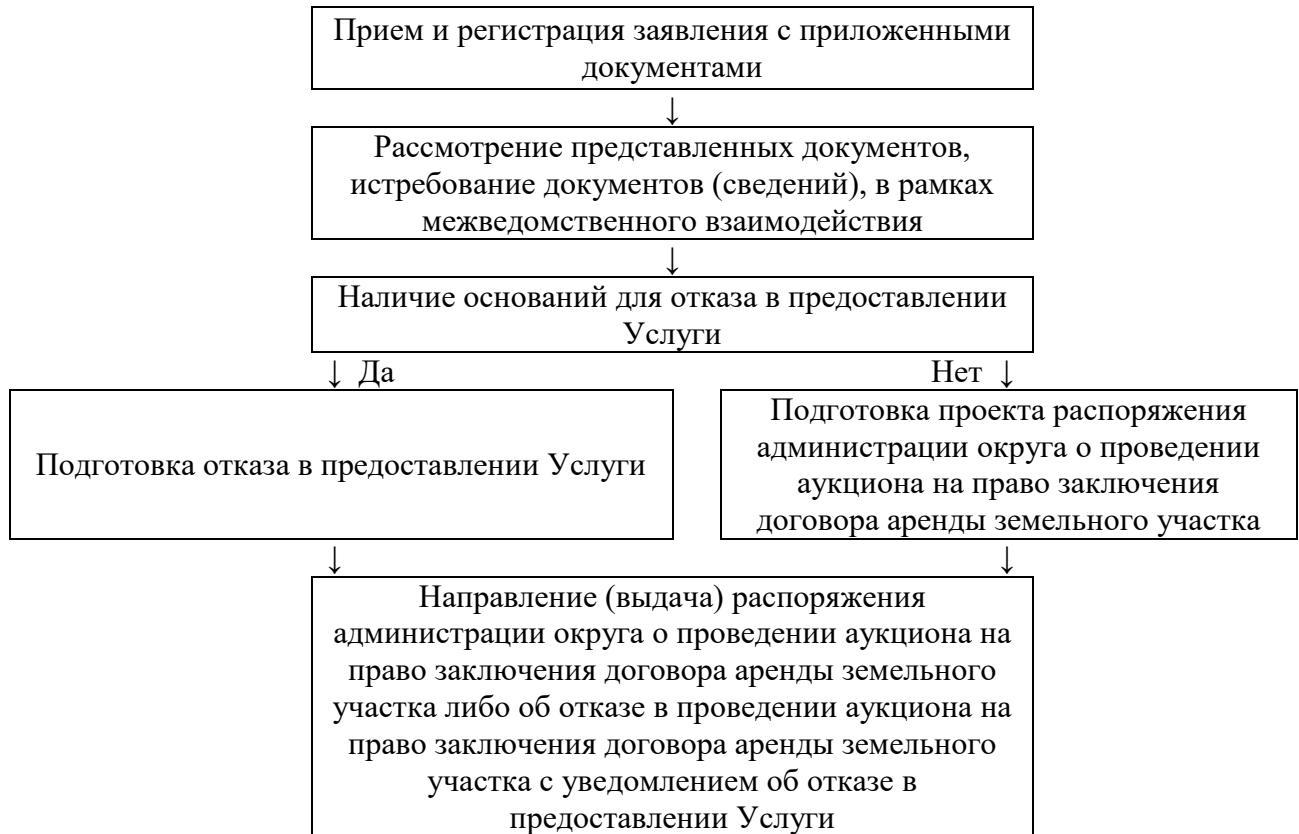 Прием и регистрация заявления с приложенными
документами
↓
Рассмотрение представленных документов,
истребование документов (сведений), в рамках
межведомственного взаимодействия
↓
Наличие оснований для отказа в предоставлении
Услуги
↓ Да
Нет ↓
Подготовка отказа в предоставлении Услуги
Подготовка проекта распоряжения
администрации округа о проведении
аукциона на право заключения
договора аренды земельного участка
↓
↓
Направление (выдача) распоряжения
администрации округа о проведении аукциона на
право заключения договора аренды земельного
участка либо об отказе в проведении аукциона на
право заключения договора аренды земельного
участка с уведомлением об отказе в
предоставлении Услуги